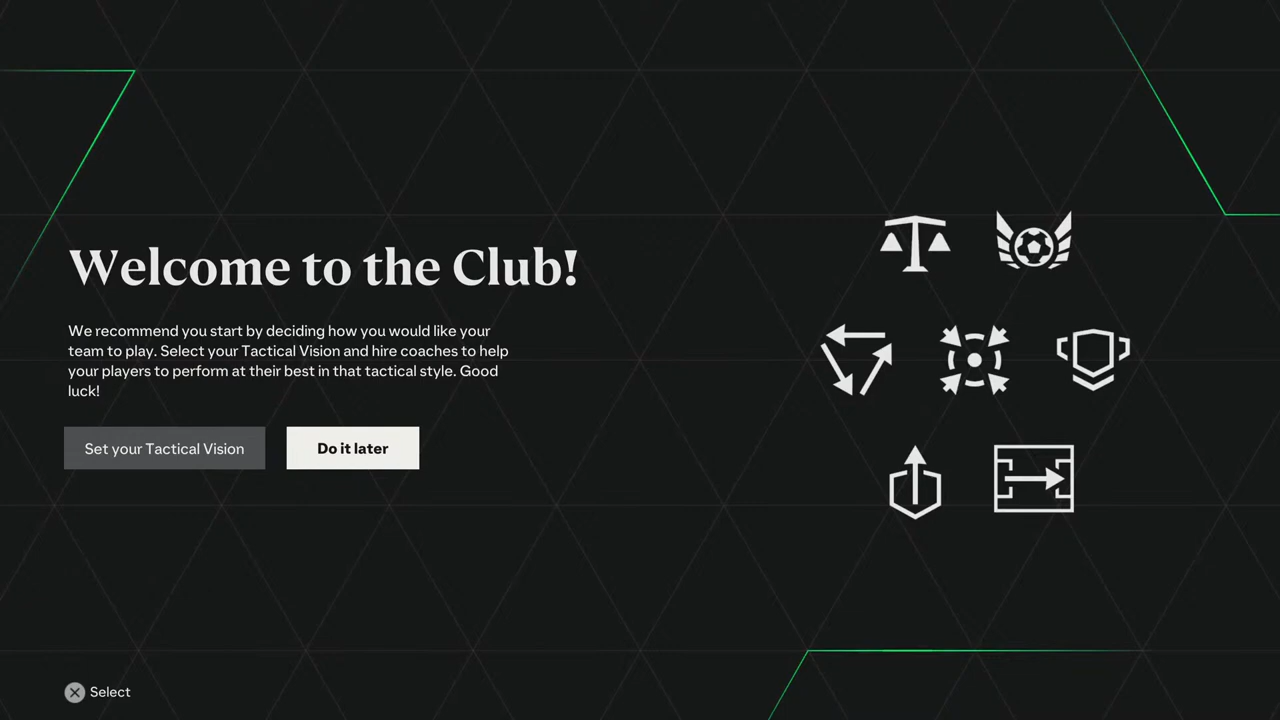 Welcome to the Club!
We recommend you start by deciding how you would like your
team to play. Select your Tactical Vision and hire coaches to help
your players to perform at their best in that tactical style. Good
luck!
Set your Tactical Vision
Do it later
Select